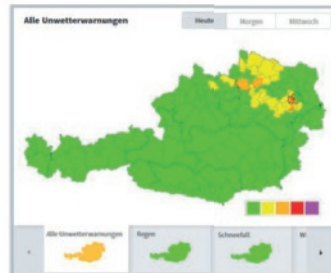 Alle Unwetterwarnungen
Heute
Morgen
Mittwoch
Alle Unwetterwarnungen
Regen
Schneefall
W